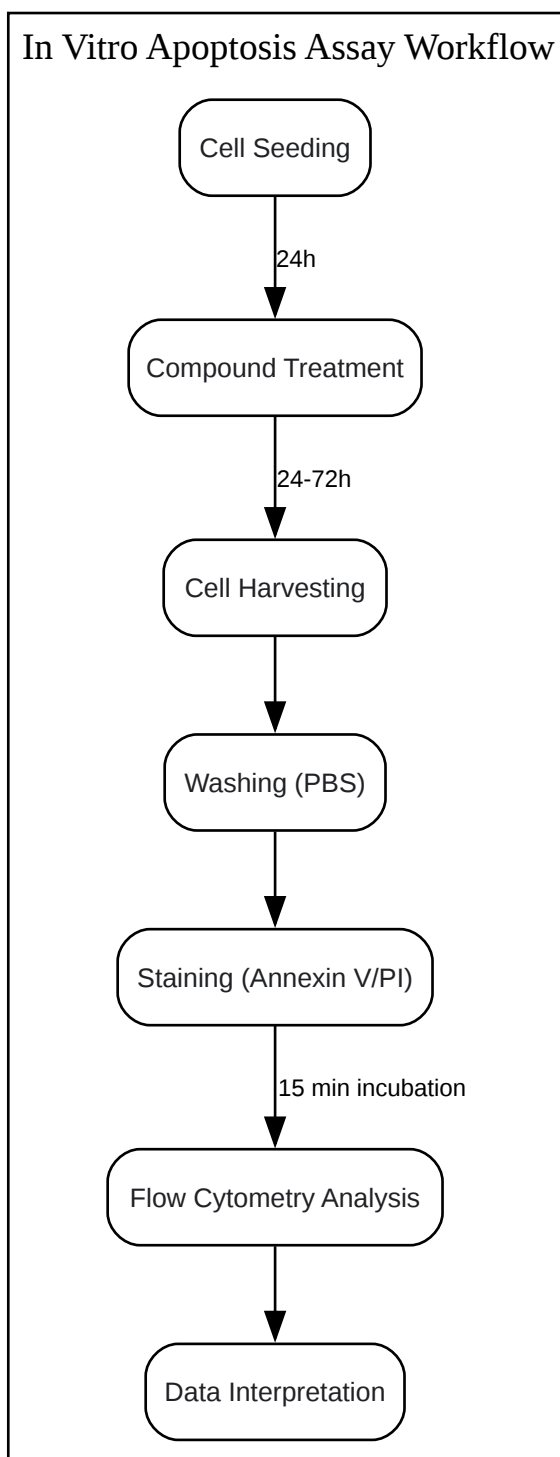 In Vitro Apoptosis Assay Workflow
Cell Seeding
24h
Compound Treatment
24-72h
Cell Harvesting
Washing (PBS)
Staining (Annexin V/PI)
15 min incubation
Flow Cytometry Analysis
Data Interpretation